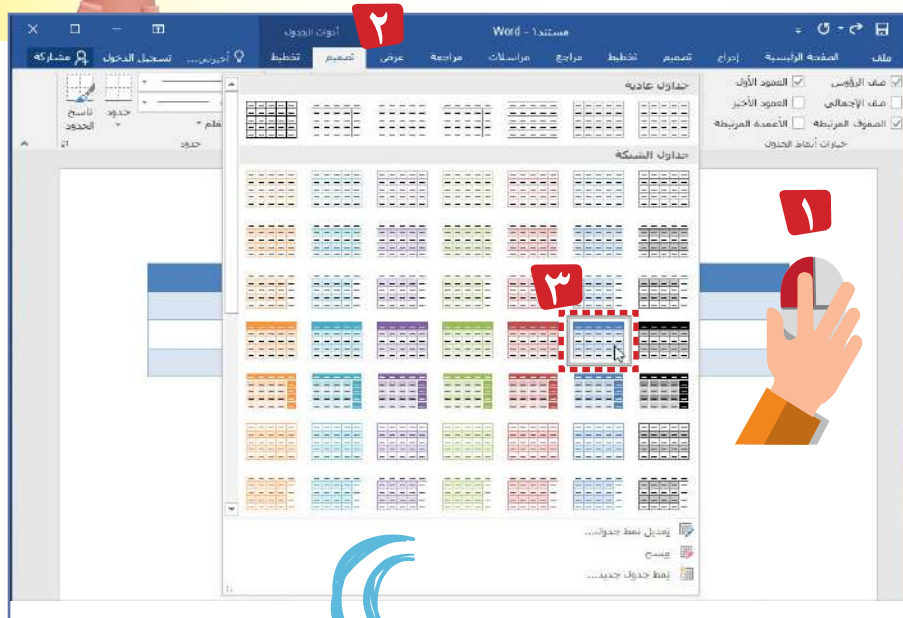 ٢
أدوات الجدول
مستند1 - Word
ملف
الصفحة الرئيسية
إدراج
تصميم
تخطيط
مراجع
مراسلات
مراجعة
عرض
تصميم
تخطيط
أخبرني...
تسجيل الدخول
مشاركة
صف الرؤوس
العمود الأول
صف الإجمالي
العمود الأخير
الصفوف المرتبطة
الأعمدة المرتبطة
خيارات أنماط الجدول
جداول عادية
جداول الشبكة
حدود
ناسخ
الحدود
حدود
١
٣
تعديل نمط جدول...
مسح
نمط جدول جديد...